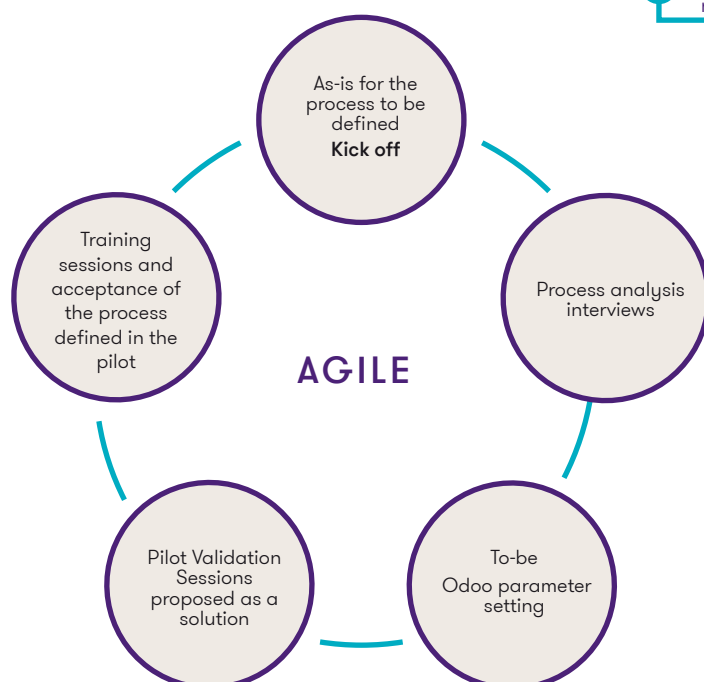 As-is for the
process to be
defined
Kick off
Process analysis
interviews
To-be
Odoo parameter
setting
Pilot Validation
Sessions
proposed as a
solution
Training
sessions and
acceptance of
the process
defined in the
pilot
AGILE